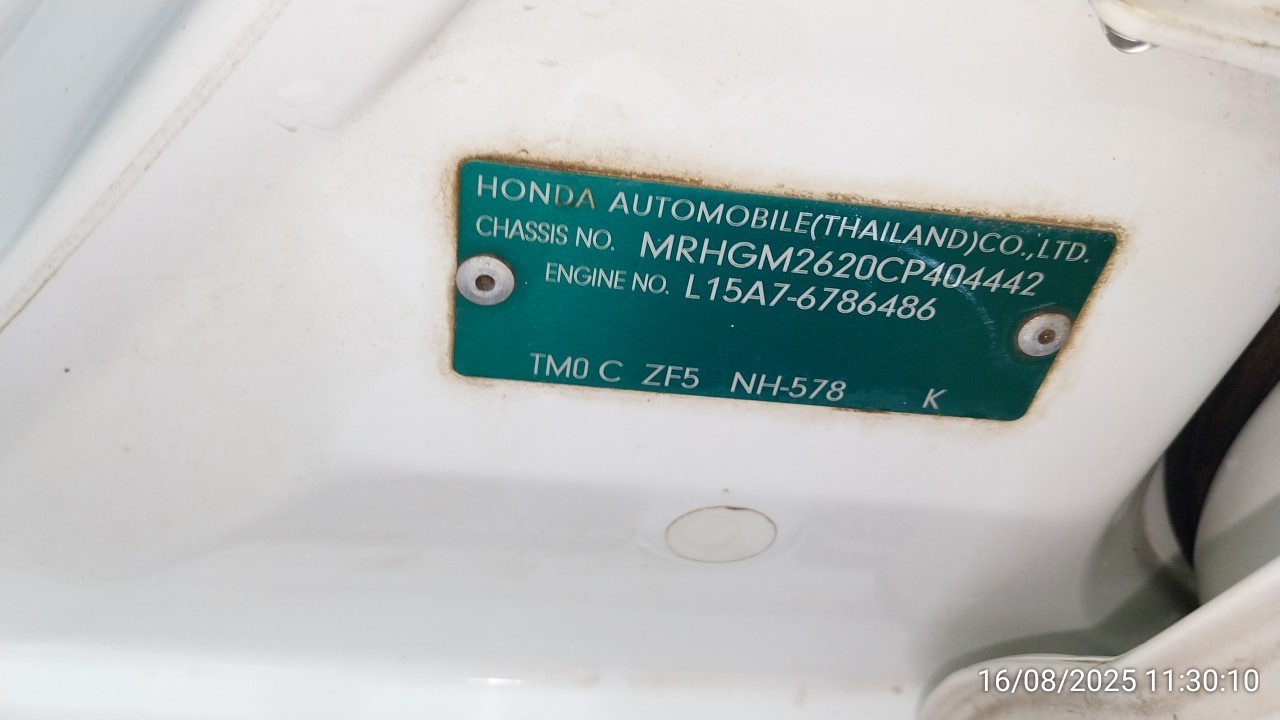 HONDA AUTOMOBILE(THAILAND)CO.,LTD.
CHASSIS NO. MRHGM2620CP404442
ENGINE NO. L15A7-6786486
TM0 C ZF5 NH-578 K
16/08/2025 11:30:10